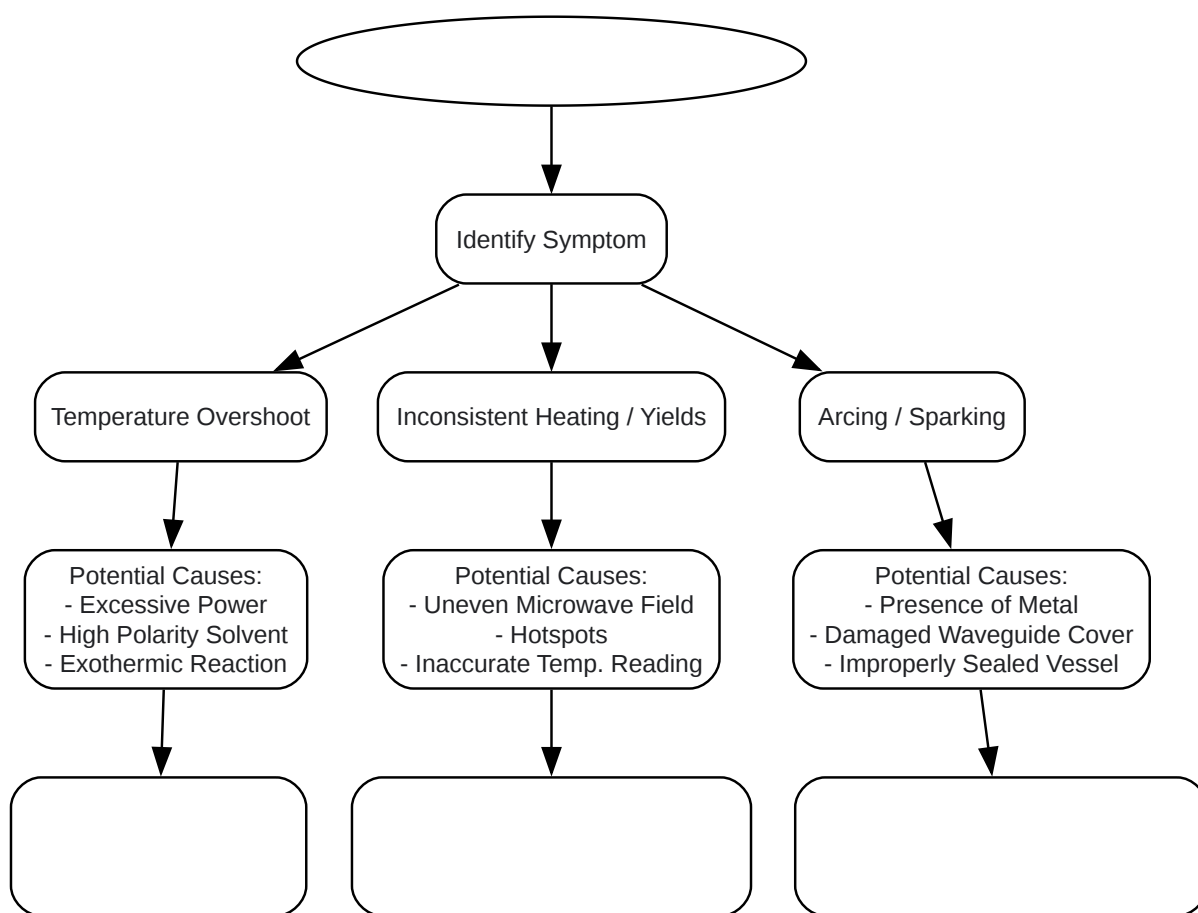 Identify Symptom
Temperature Overshoot
Inconsistent Heating / Yields
Arcing / Sparking
Potential Causes:
- Excessive Power
- High Polarity Solvent
- Exothermic Reaction
Potential Causes:
- Uneven Microwave Field
- Hotspots
- Inaccurate Temp. Reading
Potential Causes:
- Presence of Metal
- Damaged Waveguide Cover
- Improperly Sealed Vessel